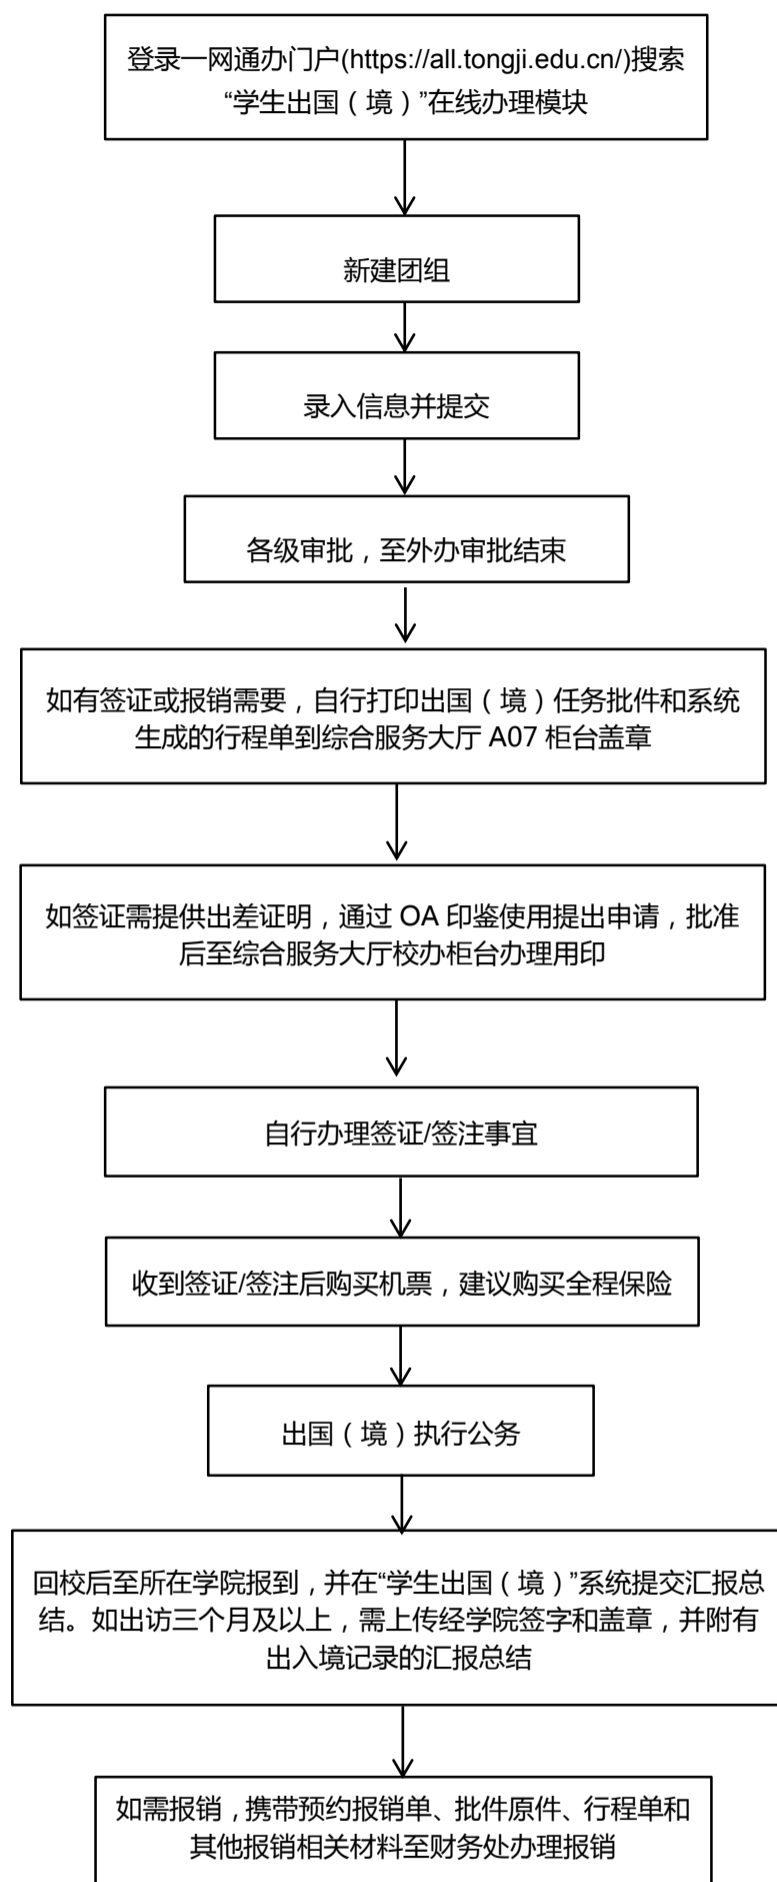 登录一网通办门户(https://all.tongji.edu.cn/)搜索
“学生出国（境）”在线办理模块
新建团组
录入信息并提交
各级审批，至外办审批结束
如有签证或报销需要，自行打印出国（境）任务批件和系统
生成的行程单到综合服务大厅 A07 柜台盖章
如签证需提供出差证明，通过 OA 印鉴使用提出申请，批准
后至综合服务大厅校办柜台办理用印
自行办理签证/签注事宜
收到签证/签注后购买机票，建议购买全程保险
出国（境）执行公务
回校后至所在学院报到，并在“学生出国（境）”系统提交汇报总
结。如出访三个月及以上，需上传经学院签字和盖章，并附有
出入境记录的汇报总结
如需报销，携带预约报销单、批件原件、行程单和
其他报销相关材料至财务处办理报销